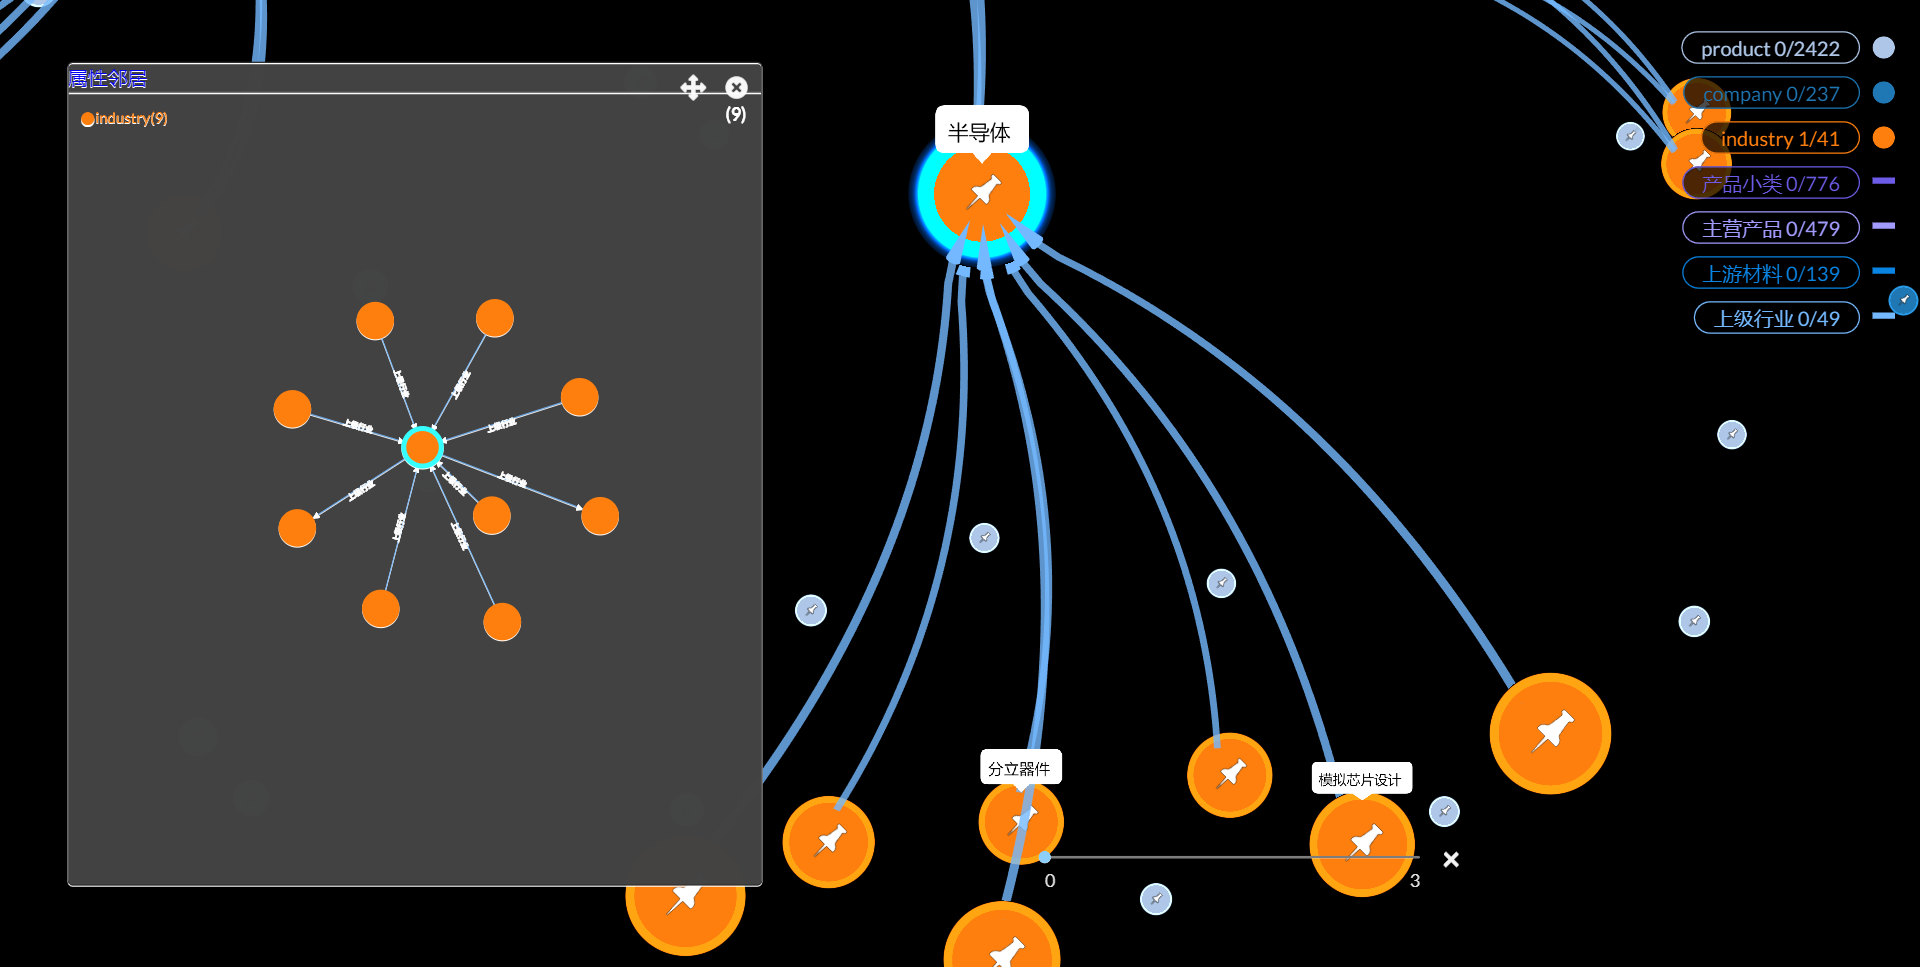 属性邻居
industry(9)
(9)
半导体
分立器件
模拟芯片设计
0
3
product 0/2422
company 0/237
industry 1/41
产品小类 0/776
主营产品 0/479
上游材料 0/139
上级行业 0/49